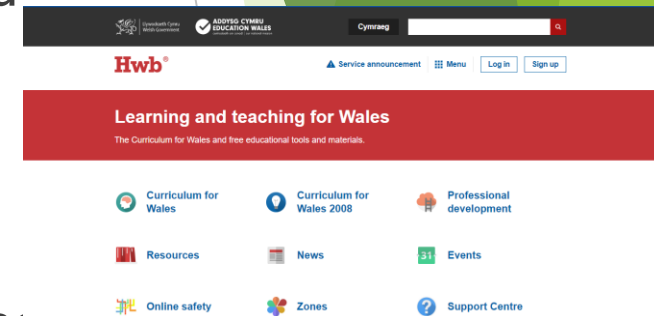 Llywodraeth Cymru
Welsh Government
ADDYSG CYMRU
EDUCATION WALES
Cymraeg
Hwb®
Service announcement
Menu
Log in
Sign up
Learning and teaching for Wales
The Curriculum for Wales and free educational tools and materials.
Curriculum for
Wales
Curriculum for
Wales 2008
Professional
development
Resources
News
31
Events
Online safety
Zones
Support Centre